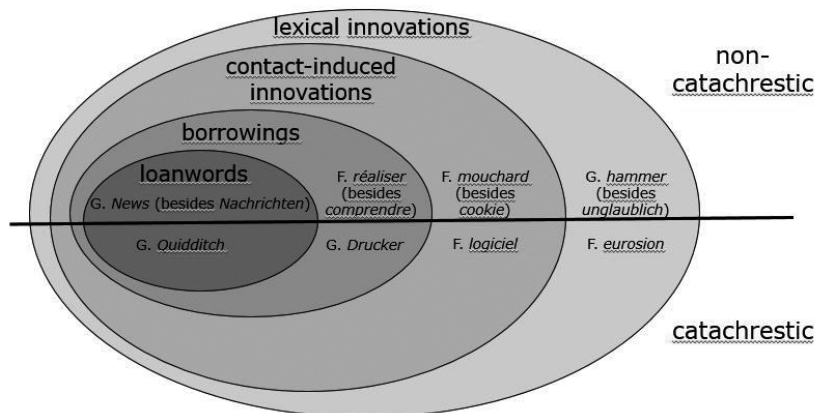 lexical innovations
non-
catachrestic
contact-induced
innovations
borrowings
loanwords
G. News (besides Nachrichten)
F. réaliser
(besides
comprendre)
F. mouchard
(besides
cookie)
G. hammer
(besides
unglaublich)
G. Quidditch
G. Drucker
F. logiciel
F. eurosion
catachrestic